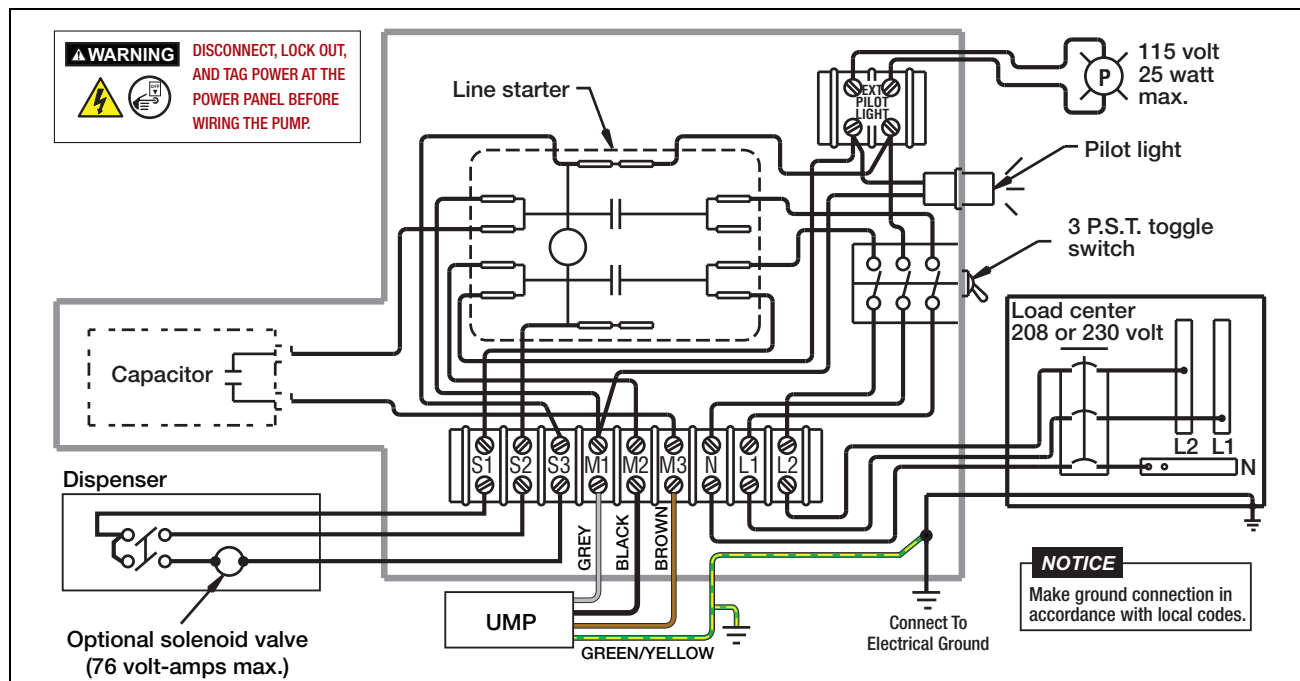 WARNING
DISCONNECT, LOCK OUT,
AND TAG POWER AT THE
POWER PANEL BEFORE
WIRING THE PUMP.
OFF
Line starter
EXT
PILOT
LIGHT
P
115 volt
25 watt
max.
Pilot light
3 P.S.T. toggle
switch
Load center
208 or 230 volt
L2 L1
N
Capacitor
S1 S2 S3 M1 M2 M3 N L1 L2
Dispenser
GREY
BLACK
BROWN
UMP
GREEN/YELLOW
Optional solenoid valve
(76 volt-amps max.)
Connect To
Electrical Ground
NOTICE
Make ground connection in
accordance with local codes.